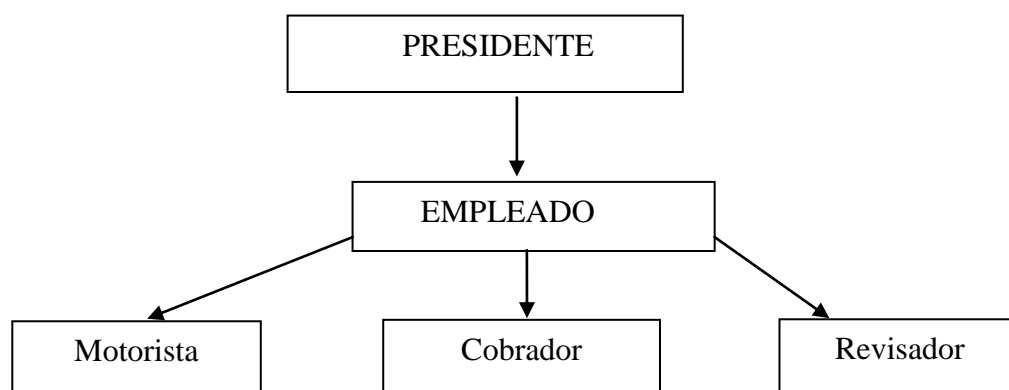 PRESIDENTE
EMPLEADO
Motorista
Cobrador
Revisador